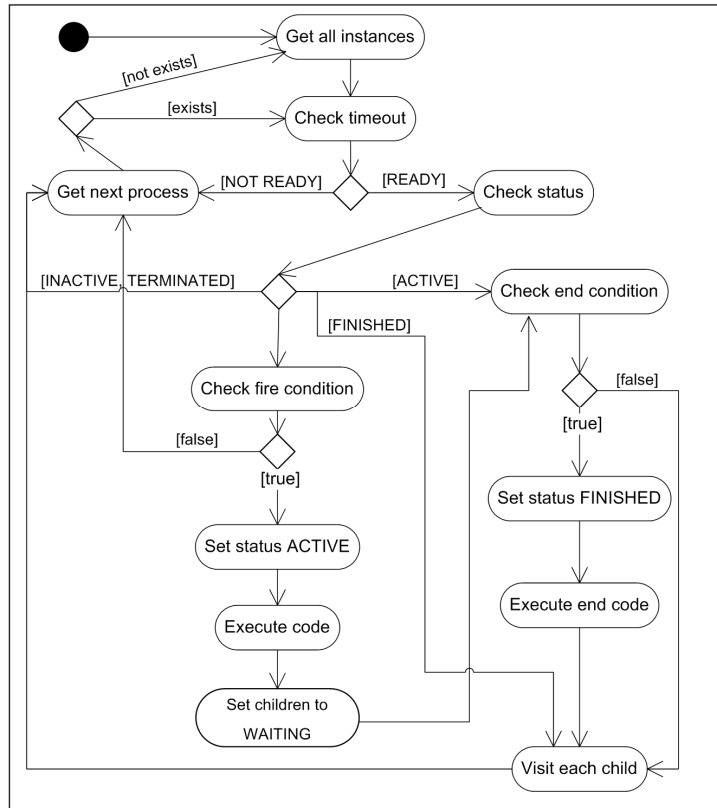 Get all instances
[not exists]
[exists]
Check timeout
Get next process
[NOT READY]
[READY]
Check status
[INACTIVE, TERMINATED]
[ACTIVE]
Check end condition
[FINISHED]
Check fire condition
[false]
[false]
[true]
[true]
Set status FINISHED
Set status ACTIVE
Execute end code
Execute code
Set children to
WAITING
Visit each child